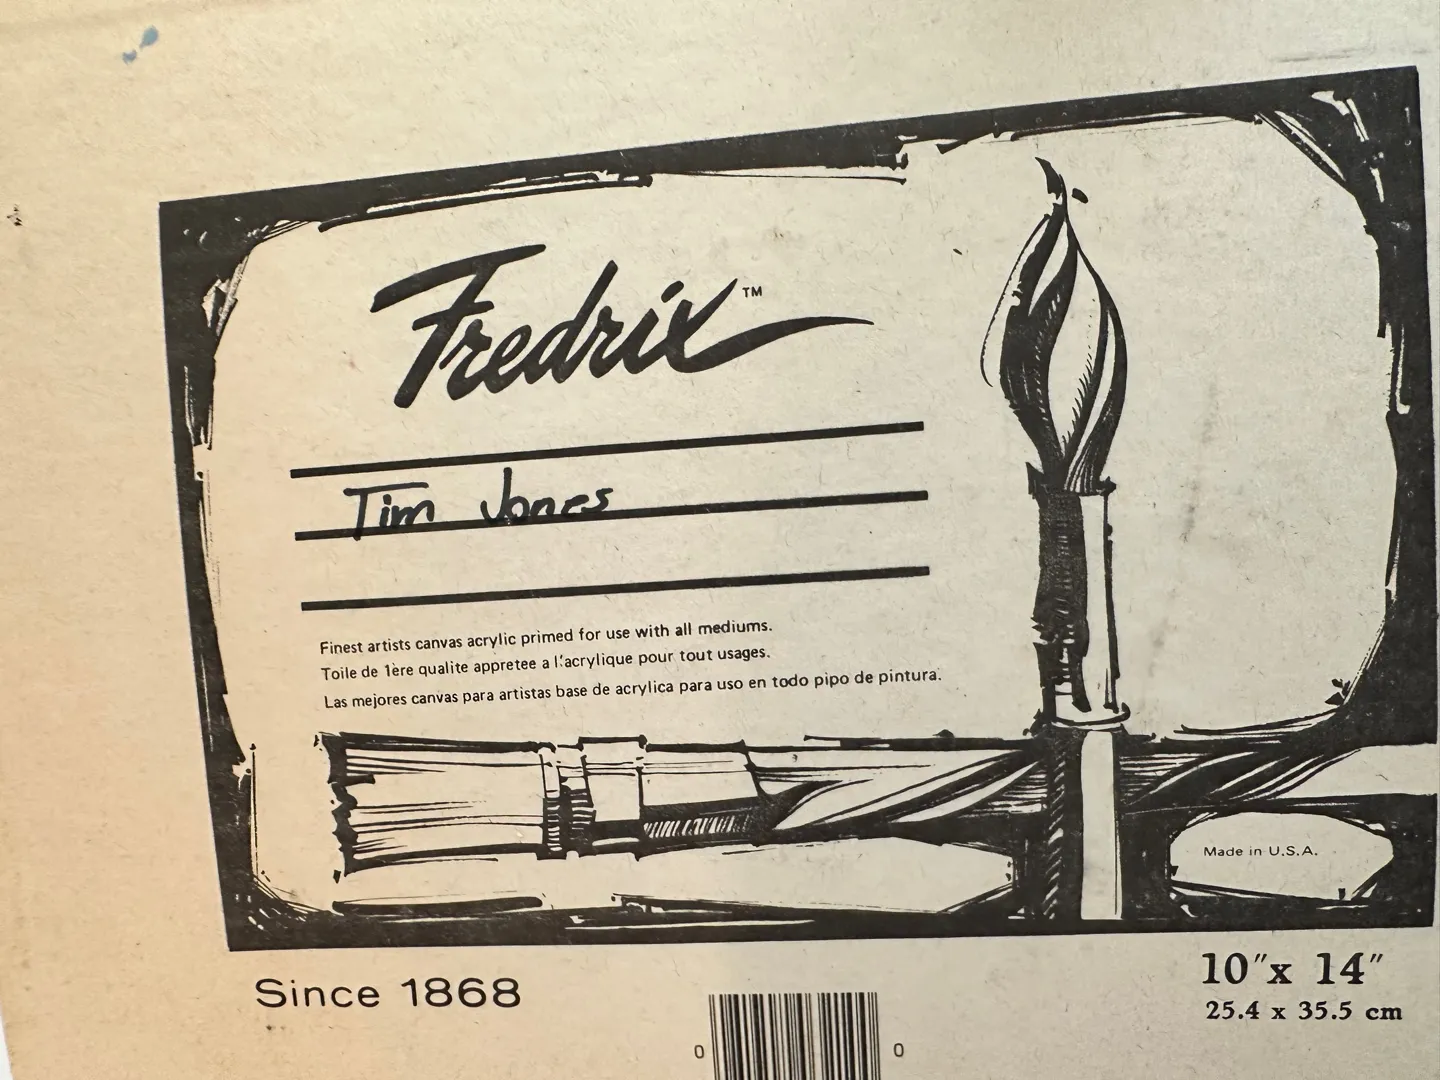 Fredrix™
Tim Jones
Finest artists canvas acrylic primed for use with all mediums.
Toile de 1ère qualite appretee a l'acrylique pour tout usages.
Las mejores canvas para artistas base de acrylica para uso en todo pipo de pintura.
Made in U.S.A.
Since 1868
10″x 14″
25.4 x 35.5 cm
0 0